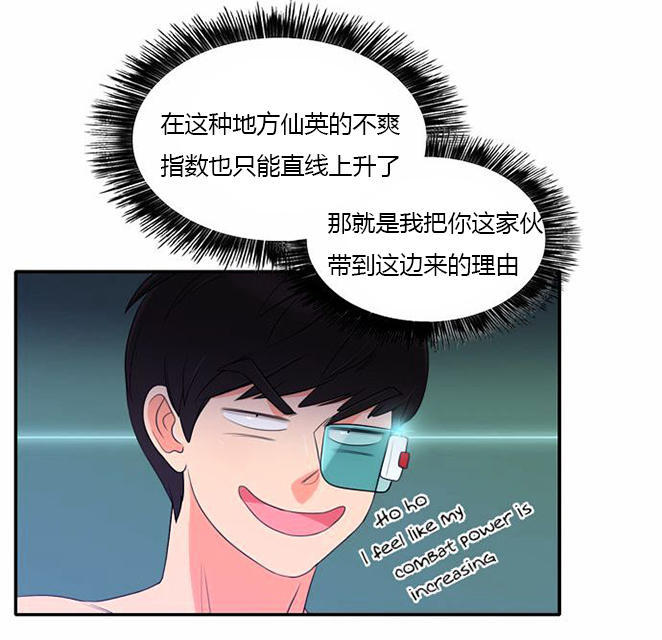 在这种地方仙英的不爽
指数也只能直线上升了
那就是我把你这家伙
带到这边来的理由
Ho ho
I feel like my
combat power is
increasing